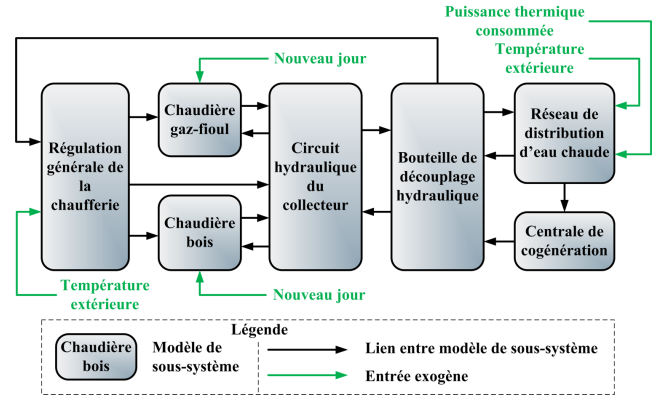 Puissance thermique
consommée
Température
extérieure
Nouveau jour
Régulation
générale de
la
chaufferie
Chaudière
gaz-fioul
Circuit
hydraulique
du
collecteur
Bouteille de
découplage
hydraulique
Réseau de
distribution
d'eau chaude
Chaudière
bois
Centrale de
cogénération
Température
extérieure
Nouveau jour
Légende
Chaudière
bois
Modèle de
sous-système
Lien entre modèle de sous-système
Entrée exogène